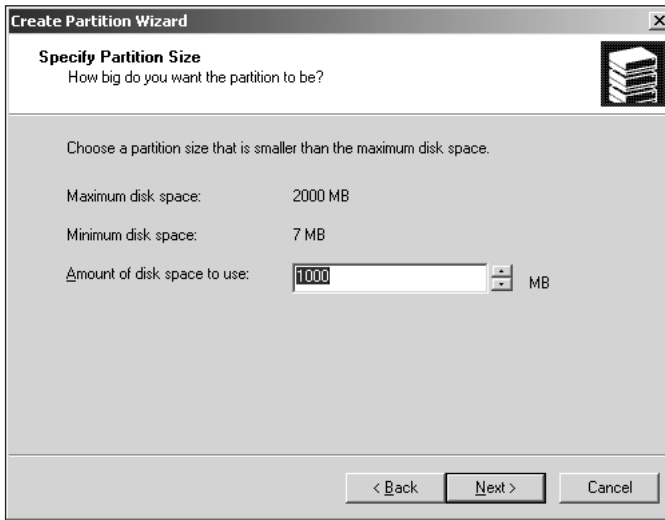 Create Partition Wizard
Specify Partition Size
How big do you want the partition to be?
Choose a partition size that is smaller than the maximum disk space.
Maximum disk space: 2000 MB
Minimum disk space: 7 MB
Amount of disk space to use: 1000 MB
< Back Next > Cancel